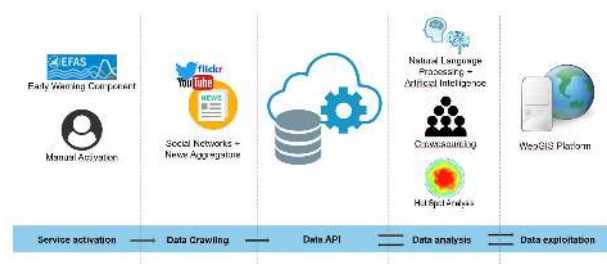 EFAS
Early Warning Component
Manual Activation
flickr
YouTube
NEWS
Social Networks +
News Aggregators
Natural Language
Processing +
Artificial Intelligence
Crowdsourcing
Hot Spot Analysis
WebGIS Platform
Service activation
Data Crawling
Data API
Data analysis
Data exploitation